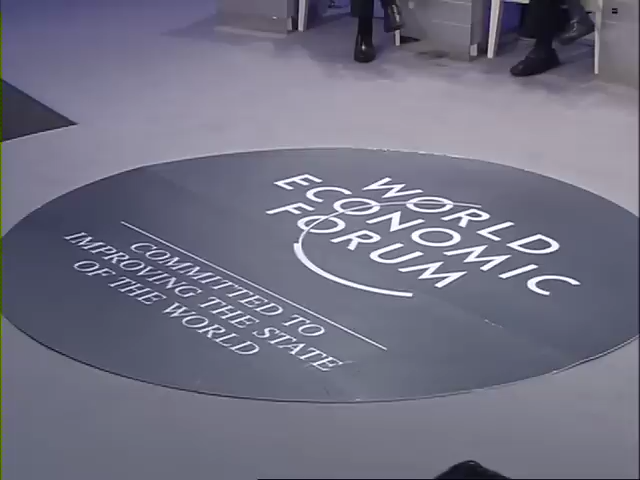 WORLD
ECONOMIC
FORUM
COMMITTED TO
IMPROVING THE STATE
OF THE WORLD